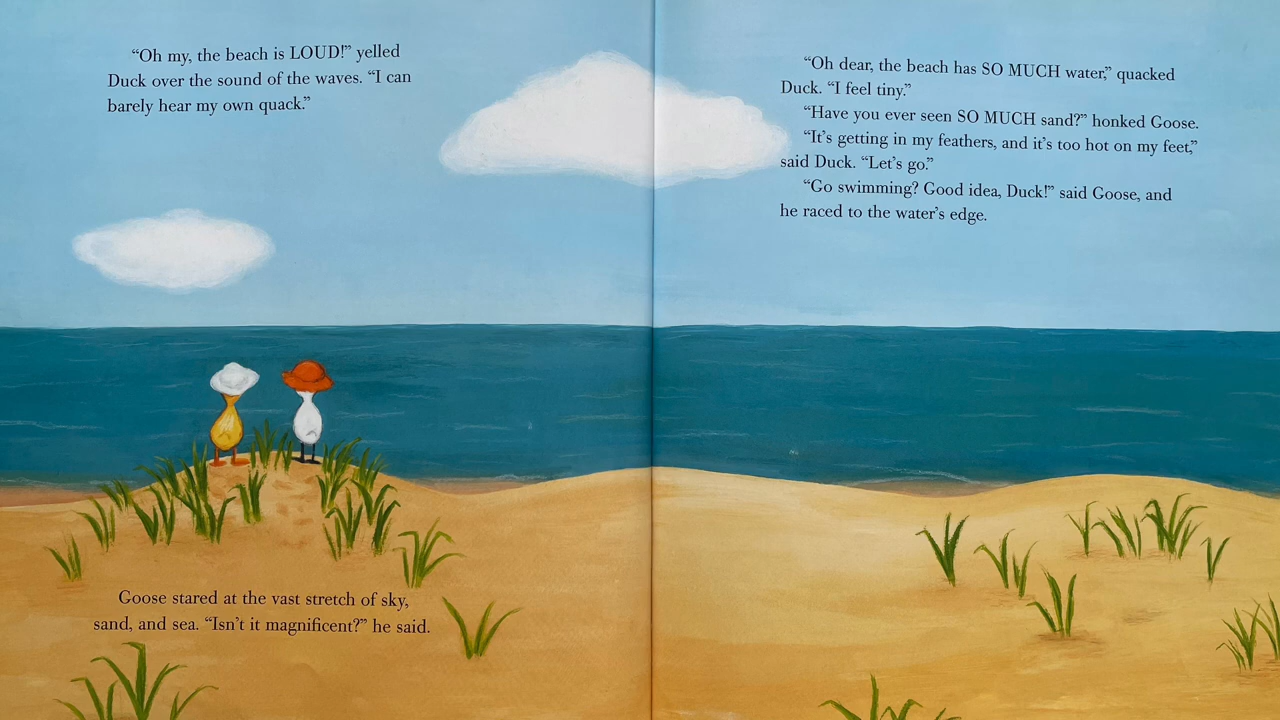 “Oh my, the beach is LOUD!” yelled
Duck over the sound of the waves. “I can
barely hear my own quack.”
Goose stared at the vast stretch of sky,
sand, and sea. “Isn’t it magnificent?” he said.
“Oh dear, the beach has SO MUCH water,” quacked
Duck. “I feel tiny.”
“Have you ever seen SO MUCH sand?” honked Goose.
“It’s getting in my feathers, and it’s too hot on my feet,”
said Duck. “Let’s go.”
“Go swimming? Good idea, Duck!” said Goose, and
he raced to the water’s edge.